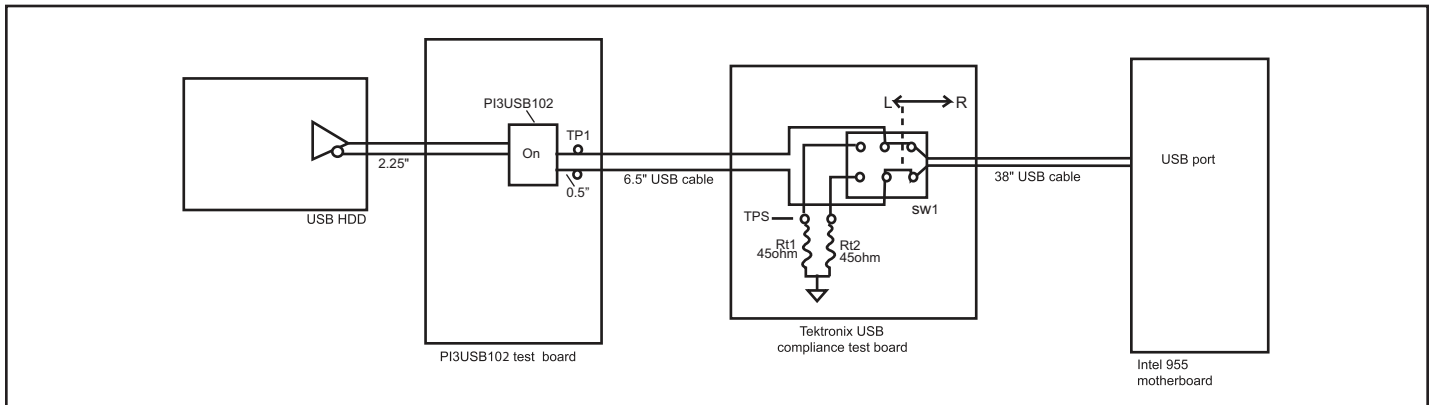 PI3USB102
On
TP1
2.25"
0.5"
USB HDD
PI3USB102 test board
6.5" USB cable
L
R
sw1
TPS
Rt1
45ohm
Rt2
45ohm
Tektronix USB
compliance test board
38" USB cable
USB port
Intel 955
motherboard